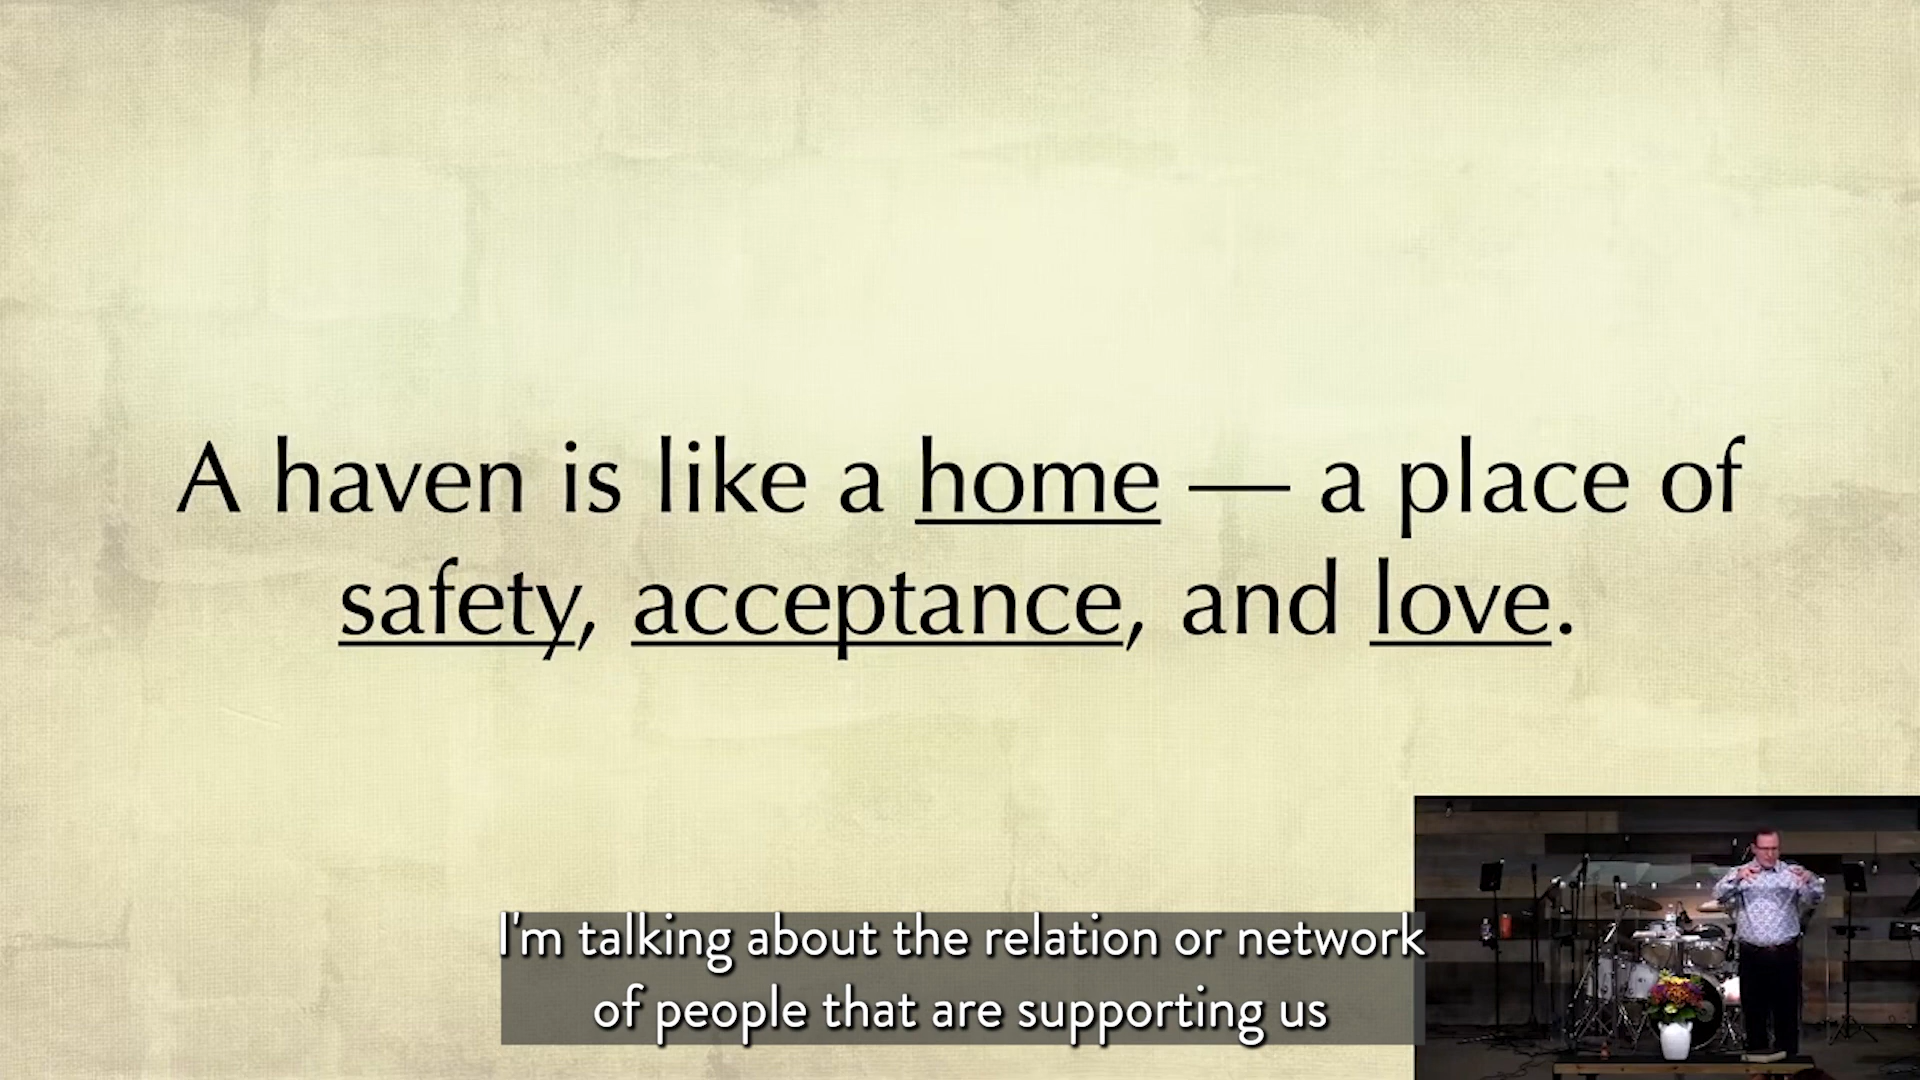 A haven is like a home — a place of
safety, acceptance, and love.
I'm talking about the relation or network
of people that are supporting us